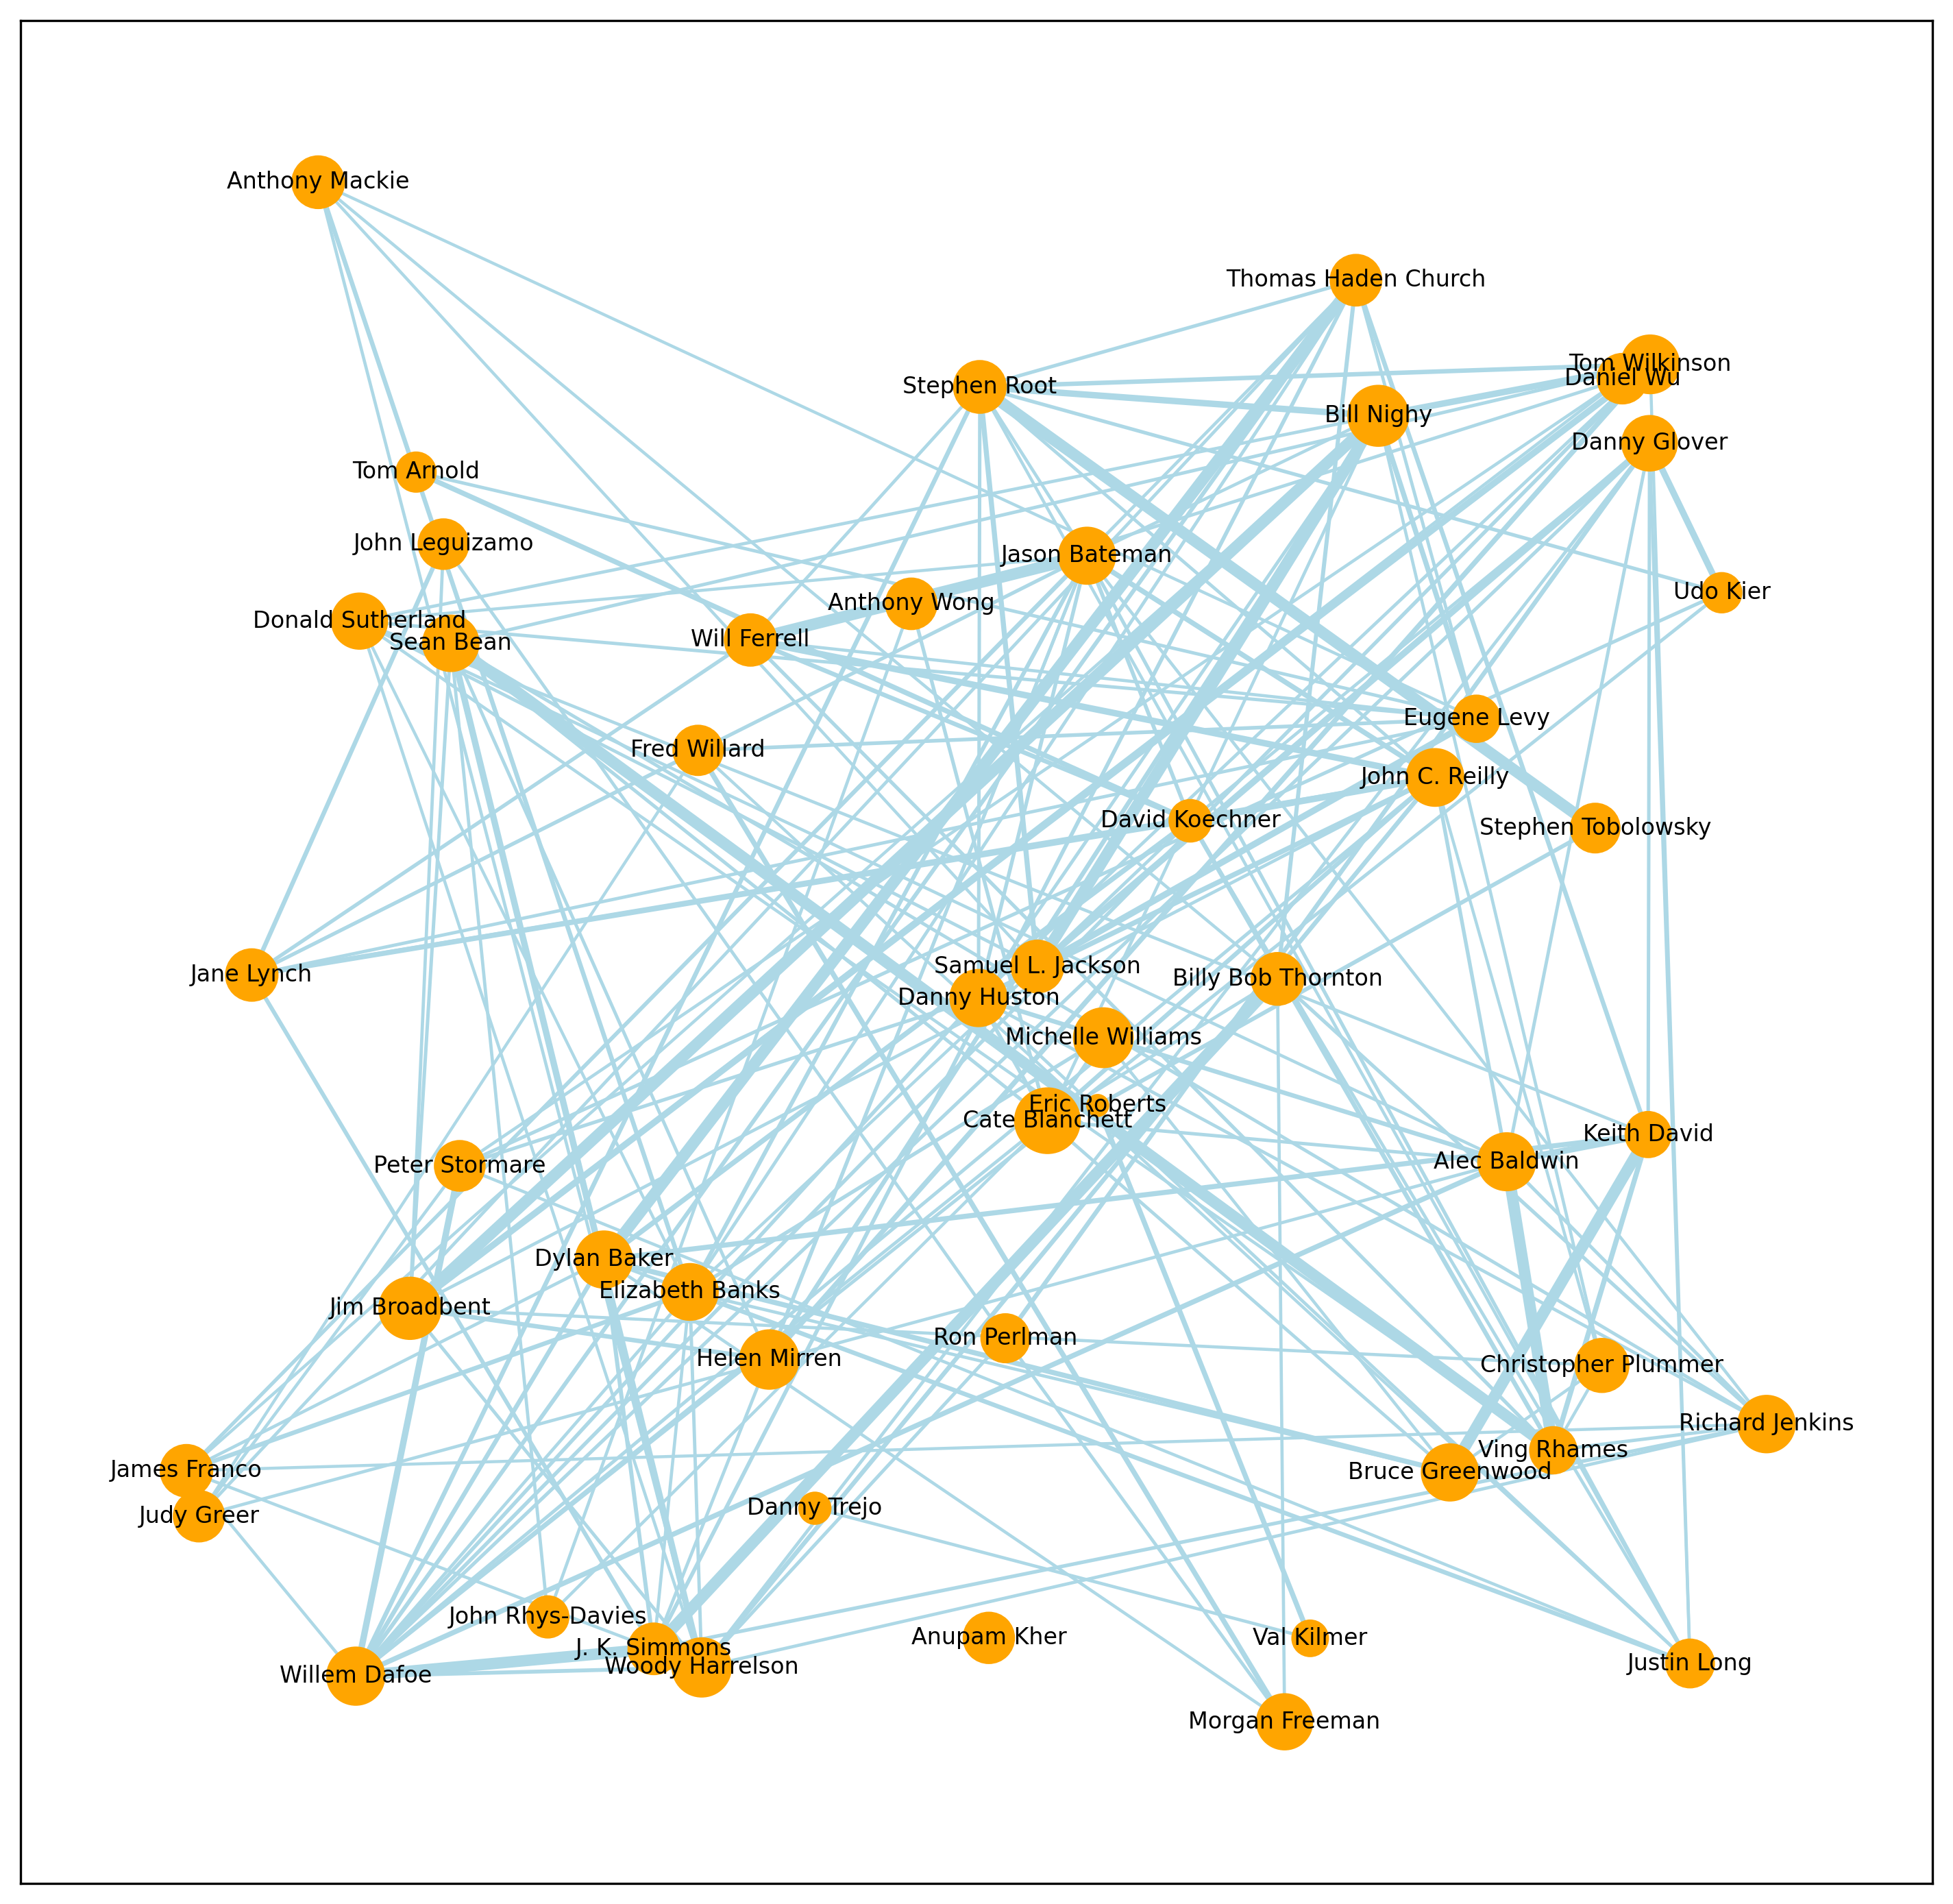 Anthony Mackie
Thomas Haden Church
Tom Wilkinson
Daniel Wu
Stephen Root
Bill Nighy
Danny Glover
Tom Arnold
John Leguizamo
Jason Bateman
Udo Kier
Anthony Wong
Donald Sutherland
Sean Bean
Will Ferrell
Eugene Levy
Fred Willard
John C. Reilly
David Koechner
Stephen Tobolowsky
Samuel L. Jackson
Jane Lynch
Billy Bob Thornton
Danny Huston
Michelle Williams
Eric Roberts
Cate Blanchett
Keith David
Peter Stormare
Alec Baldwin
Dylan Baker
Elizabeth Banks
Jim Broadbent
Ron Perlman
Helen Mirren
Christopher Plummer
Richard Jenkins
Ving Rhames
James Franco
Bruce Greenwood
Judy Greer
Danny Trejo
John Rhys-Davies
Anupam Kher
Val Kilmer
J. K. Simmons
Justin Long
Woody Harrelson
Willem Dafoe
Morgan Freeman